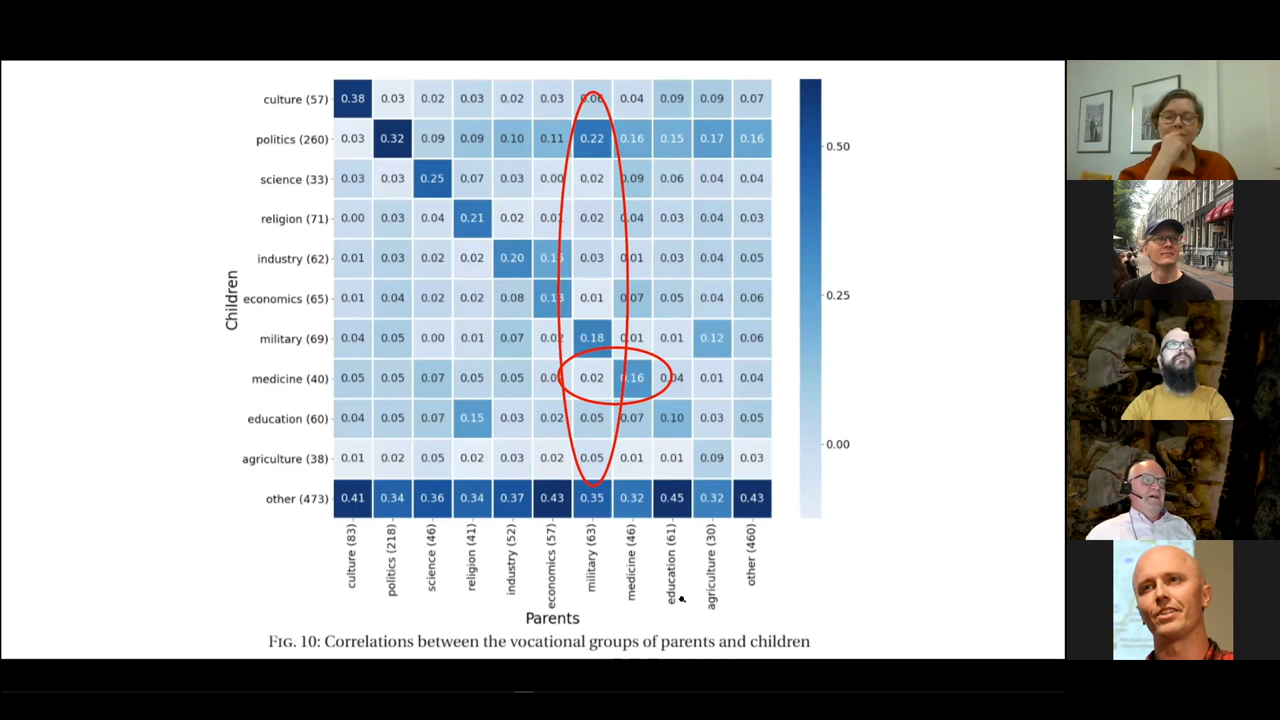 culture (57) 0.38 0.03 0.02 0.03 0.02 0.03 0.06 0.04 0.09 0.09 0.07
politics (260) 0.03 0.32 0.09 0.09 0.10 0.11 0.22 0.16 0.15 0.17 0.16
science (33) 0.03 0.03 0.25 0.07 0.03 0.00 0.02 0.09 0.06 0.04 0.04
religion (71) 0.00 0.03 0.04 0.21 0.02 0.02 0.04 0.03 0.04 0.03
industry (62) 0.01 0.03 0.02 0.02 0.20 0.03 0.01 0.03 0.04 0.05
economics (65) 0.01 0.04 0.02 0.02 0.08 0.01 0.07 0.05 0.04 0.06
military (69) 0.04 0.05 0.00 0.01 0.07 0.18 0.01 0.01 0.12 0.06
medicine (40) 0.05 0.05 0.07 0.05 0.05 0.02 0.16 0.04 0.01 0.04
education (60) 0.04 0.05 0.07 0.15 0.03 0.02 0.05 0.07 0.10 0.03 0.05
agriculture (38) 0.01 0.02 0.05 0.02 0.03 0.02 0.05 0.01 0.01 0.09 0.03
other (473) 0.41 0.34 0.36 0.34 0.37 0.43 0.35 0.32 0.45 0.32 0.43
Children
culture (83)
politics (218)
science (46)
religion (41)
industry (52)
economics (57)
military (63)
medicine (46)
education (61)
agriculture (30)
other (460)
Parents
0.50
0.25
0.00
FIG. 10: Correlations between the vocational groups of parents and children